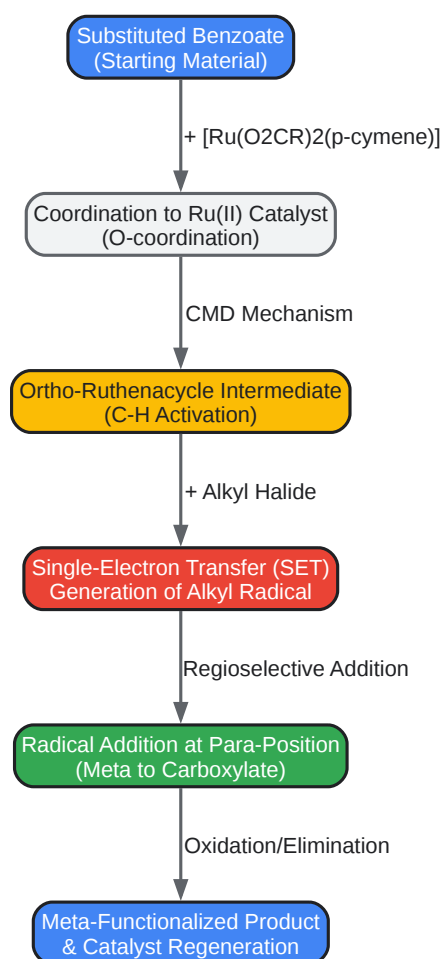 Substituted Benzoate
(Starting Material)
+ [Ru(O2CR)2(p-cymene)]
Coordination to Ru(II) Catalyst
(O-coordination)
CMD Mechanism
Ortho-Ruthenacycle Intermediate
(C-H Activation)
+ Alkyl Halide
Single-Electron Transfer (SET)
Generation of Alkyl Radical
Regioselective Addition
Radical Addition at Para-Position
(Meta to Carboxylate)
Oxidation/Elimination
Meta-Functionalized Product
& Catalyst Regeneration